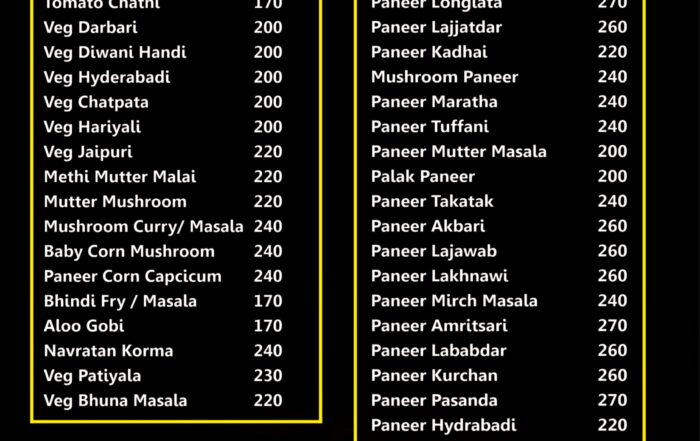 Tomato Chatni 170
Veg Darbari 200
Veg Diwani Handi 200
Veg Hyderabadi 200
Veg Chatpata 200
Veg Hariyali 200
Veg Jaipuri 220
Methi Mutter Malai 220
Mutter Mushroom 220
Mushroom Curry/ Masala 240
Baby Corn Mushroom 240
Paneer Corn Capcicum 240
Bhindi Fry / Masala 170
Aloo Gobi 170
Navratan Korma 240
Veg Patiyala 230
Veg Bhuna Masala 220
Paneer Longlata 270
Paneer Lajjatdar 260
Paneer Kadhai 220
Mushroom Paneer 240
Paneer Maratha 240
Paneer Tuffani 240
Paneer Mutter Masala 200
Palak Paneer 200
Paneer Takatak 240
Paneer Akbari 260
Paneer Lajawab 260
Paneer Lakhnawi 260
Paneer Mirch Masala 240
Paneer Amritsari 270
Paneer Lababdar 260
Paneer Kurchan 260
Paneer Pasanda 270
Paneer Hydrabadi 220